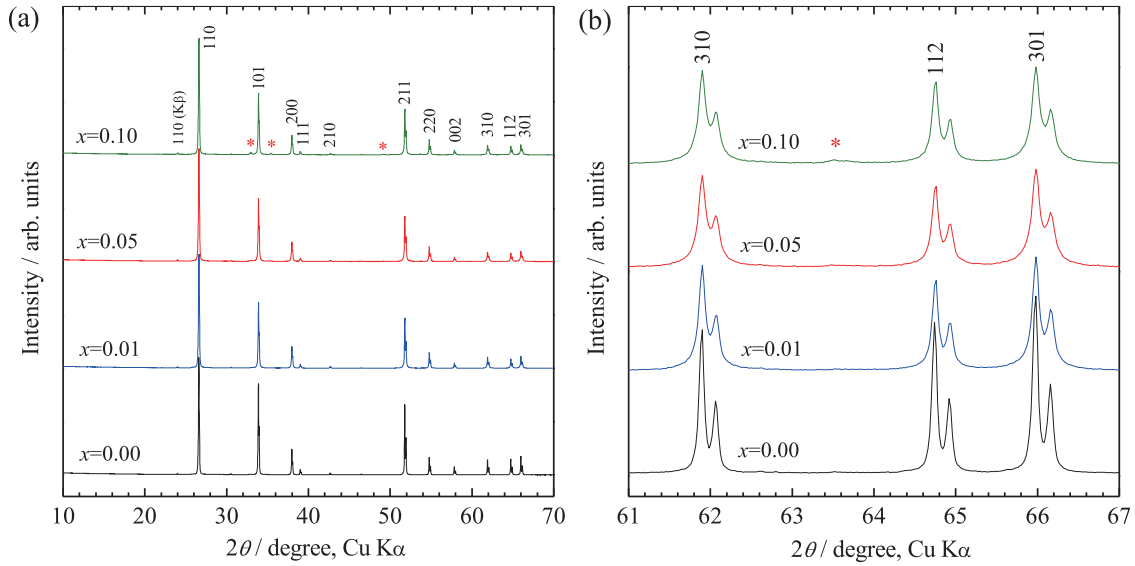 (a)
110
101
200
111
210
211
220
002
310
112
301
110 (Kβ)
*
*
*
x=0.10
x=0.05
x=0.01
x=0.00
Intensity / arb. units
10 20 30 40 50 60 70
2θ / degree, Cu Kα
(b)
310
112
301
*
x=0.10
x=0.05
x=0.01
x=0.00
Intensity / arb. units
61 62 63 64 65 66 67
2θ / degree, Cu Kα